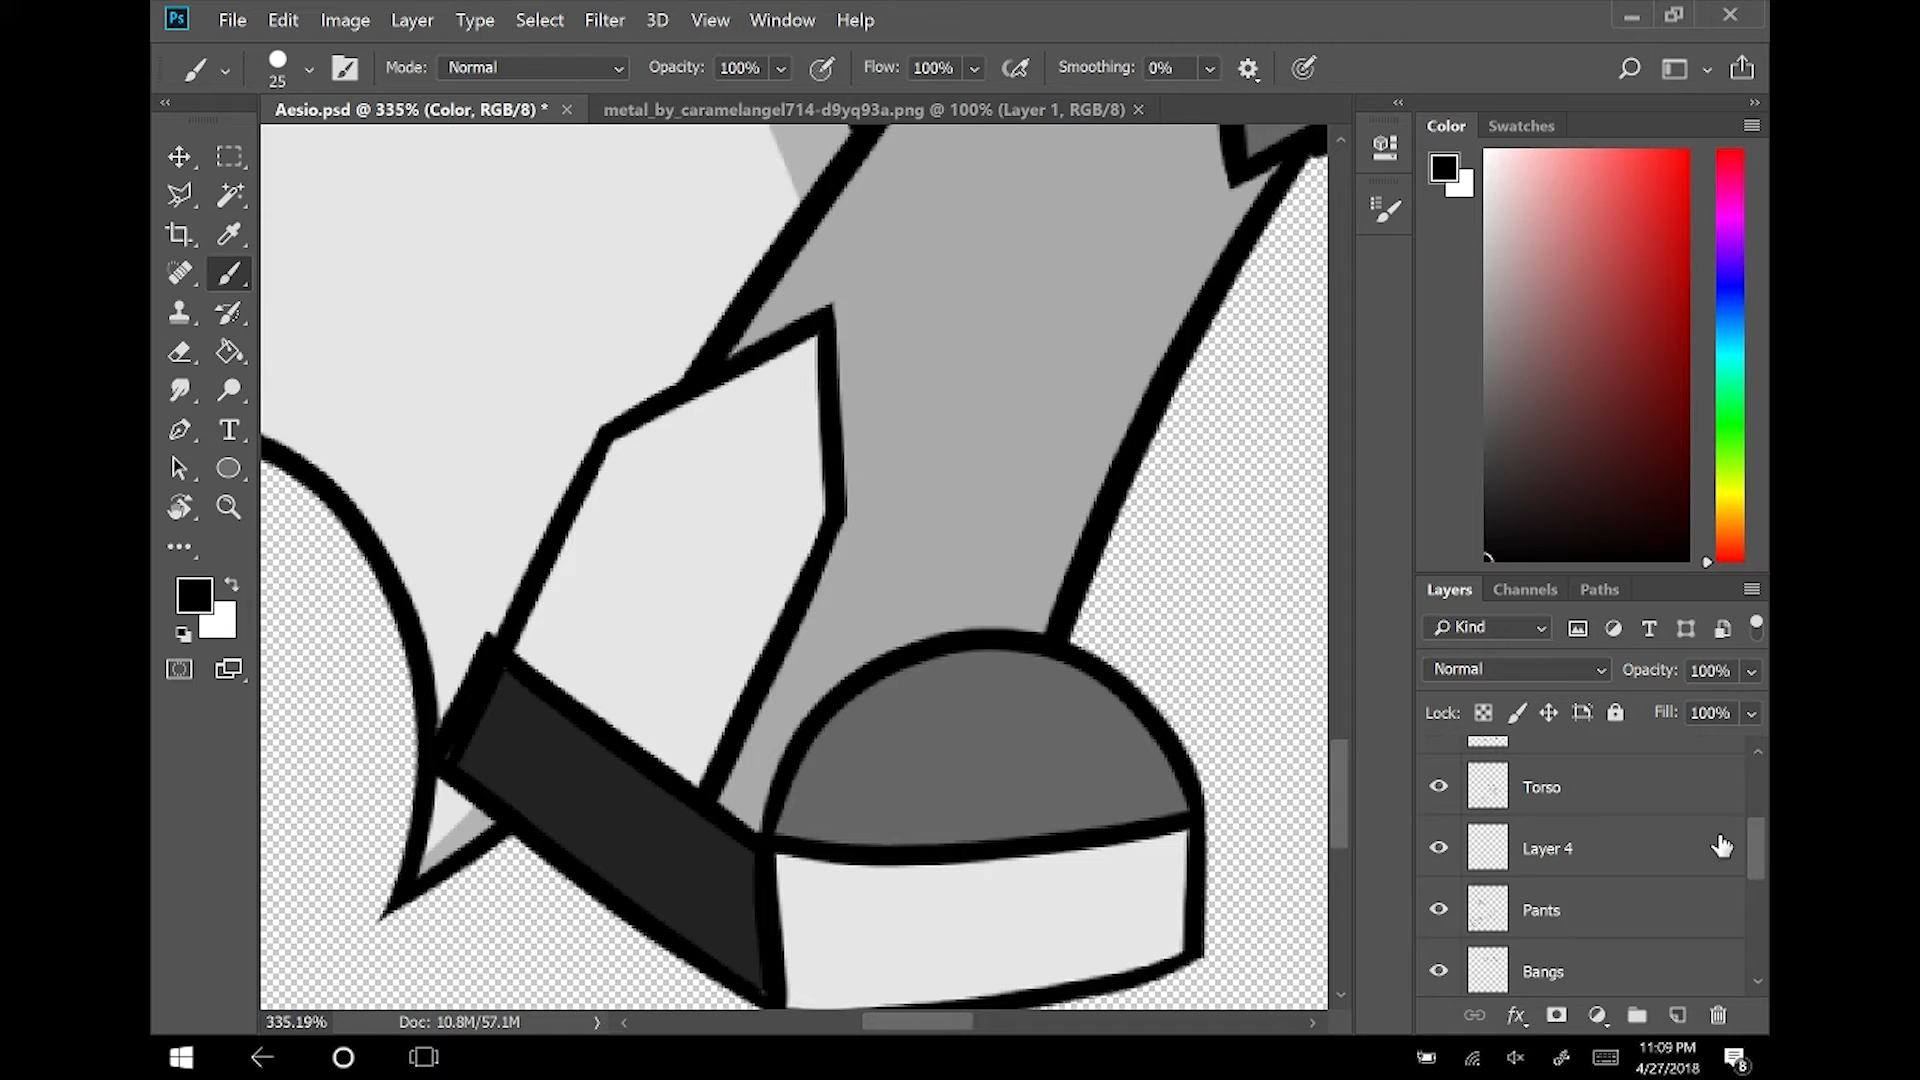 Ps File Edit Image Layer Type Select Filter 3D View Window Help
25 Mode: Normal Opacity: 100% Flow: 100% Smoothing: 0%
Aesio.psd @ 335% (Color, RGB/8) * metal_by_caramelangel714-d9yq93a.png @ 100% (Layer 1, RGB/8)
Color Swatches
Layers Channels Paths
Kind
Normal Opacity: 100%
Lock: Fill: 100%
Torso
Layer 4
Pants
Bangs
335.19% Doc: 10.8M/57.1M
11:09 PM
4/27/2018
8